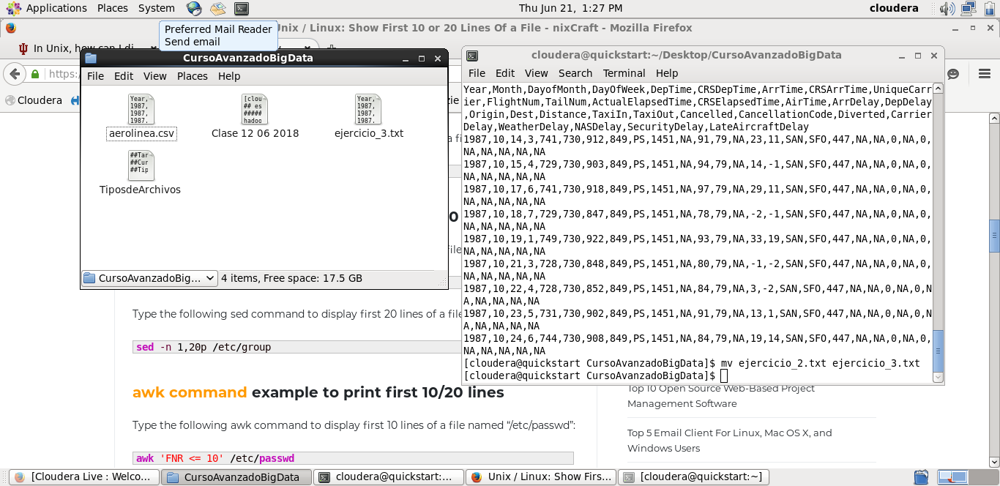 Applications Places System Thu Jun 21, 1:27 PM cloudera
Preferred Mail Reader
Send email
Unix / Linux: Show First 10 or 20 Lines Of a File - nixCraft - Mozilla Firefox
In Unix, how can I di
https:
Cloudera
CursoAvanzadoBigData
File Edit View Places Help
Year,
1987,
1987,
1987,
aerolinea.csv
[clou
## es
#####
hadoo
Clase 12 06 2018
Year,
1987,
1987,
1987,
ejercicio_3.txt
##Tar
##Cur
##Tip
TiposdeArchivos
CursoAvanzadoBig... 4 items, Free space: 17.5 GB
cloudera@quickstart:~/Desktop/CursoAvanzadoBigData
File Edit View Search Terminal Help
Year,Month,DayofMonth,DayOfWeek,DepTime,CRSDepTime,ArrTime,CRSArrTime,UniqueCarr
ier,FlightNum,TailNum,ActualElapsedTime,CRSElapsedTime,AirTime,ArrDelay,DepDelay
,Origin,Dest,Distance,TaxiIn,TaxiOut,Cancelled,CancellationCode,Diverted,Carrier
Delay,WeatherDelay,NASDelay,SecurityDelay,LateAircraftDelay
1987,10,14,3,741,730,912,849,PS,1451,NA,91,79,NA,23,11,SAN,SFO,447,NA,NA,0,NA,0,
NA,NA,NA,NA,NA
1987,10,15,4,729,730,903,849,PS,1451,NA,94,79,NA,14,-1,SAN,SFO,447,NA,NA,0,NA,0,
NA,NA,NA,NA,NA
1987,10,17,6,741,730,918,849,PS,1451,NA,97,79,NA,29,11,SAN,SFO,447,NA,NA,0,NA,0,
NA,NA,NA,NA,NA
1987,10,18,7,729,730,847,849,PS,1451,NA,78,79,NA,-2,-1,SAN,SFO,447,NA,NA,0,NA,0,
NA,NA,NA,NA,NA
1987,10,19,1,749,730,922,849,PS,1451,NA,93,79,NA,33,19,SAN,SFO,447,NA,NA,0,NA,0,
NA,NA,NA,NA,NA
1987,10,21,3,728,730,848,849,PS,1451,NA,80,79,NA,-1,-2,SAN,SFO,447,NA,NA,0,NA,0,
NA,NA,NA,NA,NA
1987,10,22,4,728,730,852,849,PS,1451,NA,84,79,NA,3,-2,SAN,SFO,447,NA,NA,0,NA,0,N
A,NA,NA,NA,NA
1987,10,23,5,731,730,902,849,PS,1451,NA,91,79,NA,13,1,SAN,SFO,447,NA,NA,0,NA,0,N
A,NA,NA,NA,NA
1987,10,24,6,744,730,908,849,PS,1451,NA,84,79,NA,19,14,SAN,SFO,447,NA,NA,0,NA,0,
NA,NA,NA,NA,NA
[cloudera@quickstart CursoAvanzadoBigData]$ mv ejercicio_2.txt ejercicio_3.txt
[cloudera@quickstart CursoAvanzadoBigData]$
Type the following sed command to display first 20 lines of a file
sed -n 1,20p /etc/group
awk command example to print first 10/20 lines
Type the following awk command to display first 10 lines of a file named “/etc/passwd”:
awk 'FNR <= 10' /etc/passwd
Top 10 Open Source Web-Based Project
Management Software
Top 5 Email Client For Linux, Mac OS X, and
Windows Users
[Cloudera Live : Welco... CursoAvanzadoBigData cloudera@quickstart:... Unix / Linux: Show Firs... [cloudera@quickstart:~]